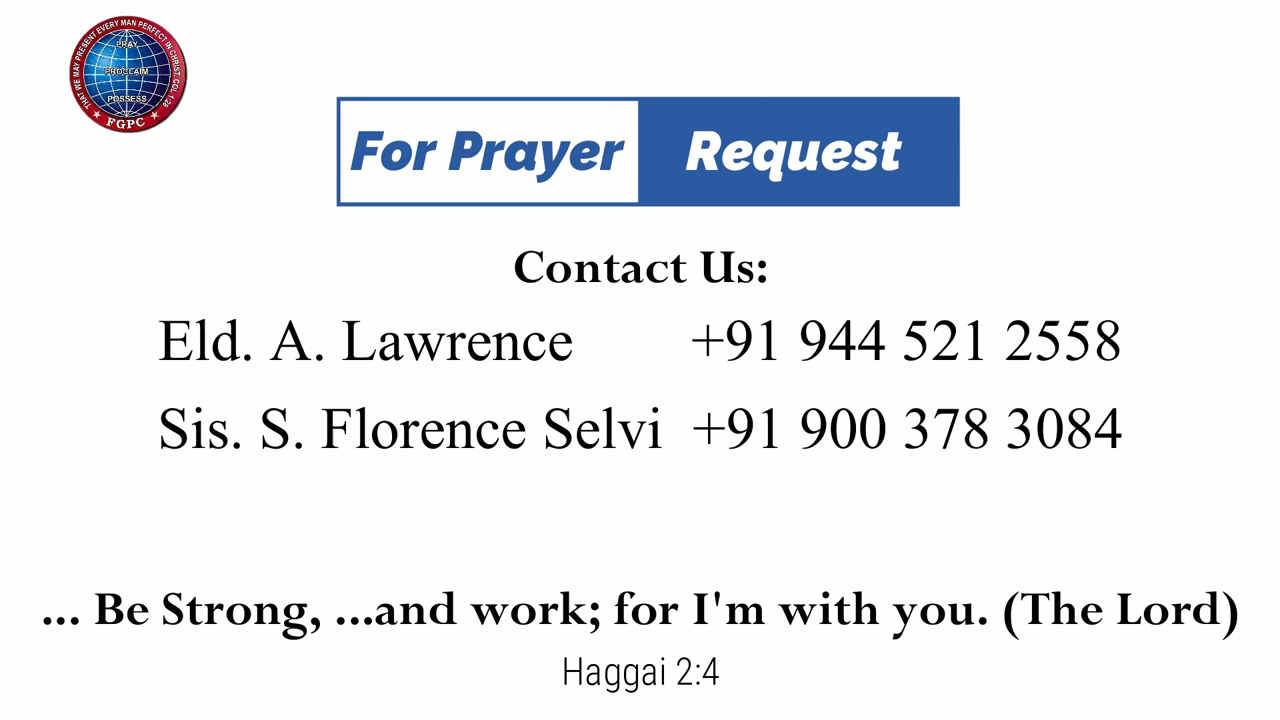 THAT WE MAY PRESENT EVERY MAN PERFECT IN CHRIST. COL 1:28
PRAY
PROCLAIM
POSSESS
FGPC
For Prayer Request
Contact Us:
Eld. A. Lawrence +91 944 521 2558
Sis. S. Florence Selvi +91 900 378 3084
... Be Strong, ...and work; for I'm with you. (The Lord)
Haggai 2:4